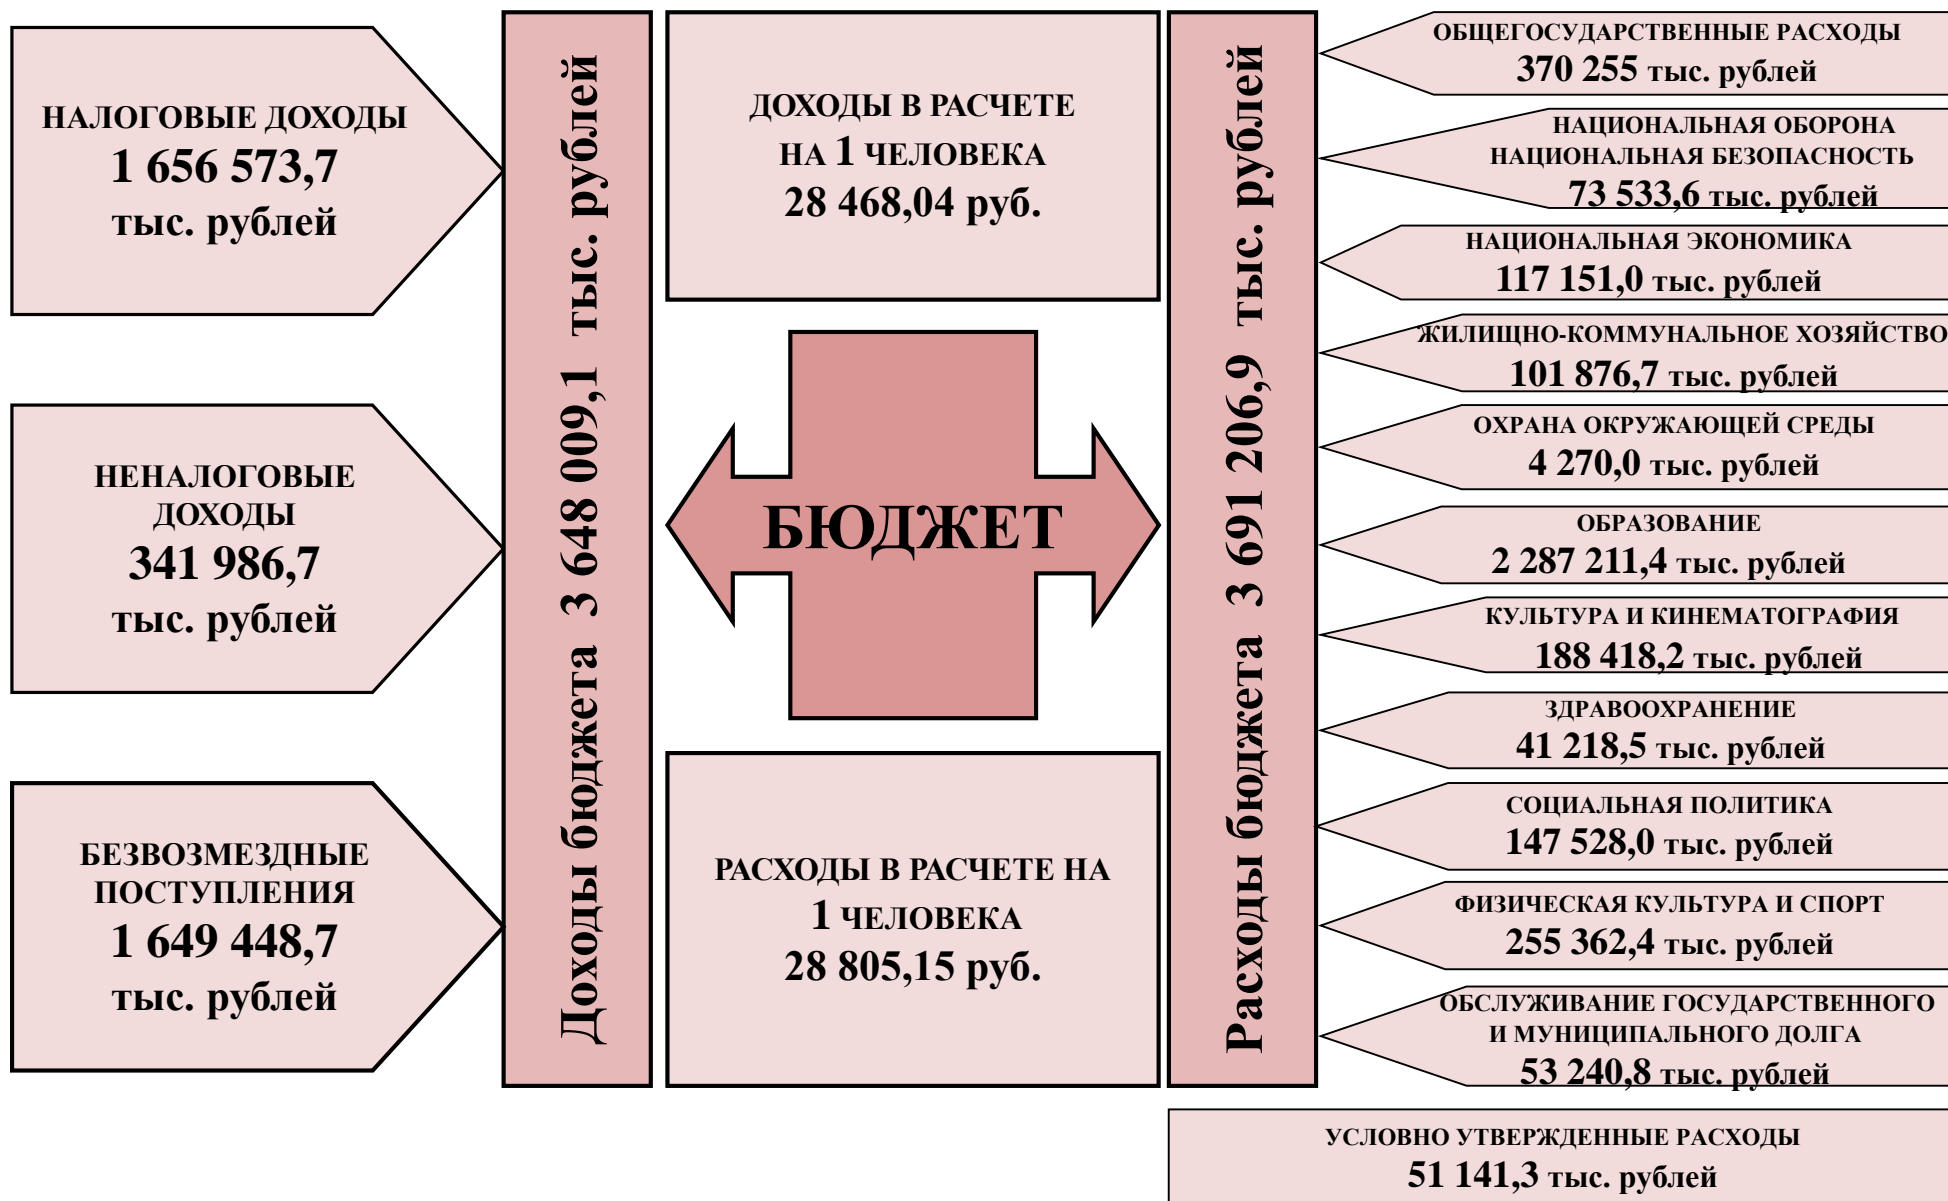 НАЛОГОВЫЕ ДОХОДЫ
1 656 573,7
тыс. рублей
НЕНАЛОГОВЫЕ
ДОХОДЫ
341 986,7
тыс. рублей
БЕЗВОЗМЕЗДНЫЕ
ПОСТУПЛЕНИЯ
1 649 448,7
тыс. рублей
Доходы бюджета 3 648 009,1 тыс. рублей
ДОХОДЫ В РАСЧЕТЕ
НА 1 ЧЕЛОВЕКА
28 468,04 руб.
БЮДЖЕТ
РАСХОДЫ В РАСЧЕТЕ НА
1 ЧЕЛОВЕКА
28 805,15 руб.
Расходы бюджета 3 691 206,9 тыс. рублей
ОБЩЕГОСУДАРСТВЕННЫЕ РАСХОДЫ
370 255 тыс. рублей
НАЦИОНАЛЬНАЯ ОБОРОНА
НАЦИОНАЛЬНАЯ БЕЗОПАСНОСТЬ
73 533,6 тыс. рублей
НАЦИОНАЛЬНАЯ ЭКОНОМИКА
117 151,0 тыс. рублей
ЖИЛИЩНО-КОММУНАЛЬНОЕ ХОЗЯЙСТВО
101 876,7 тыс. рублей
ОХРАНА ОКРУЖАЮЩЕЙ СРЕДЫ
4 270,0 тыс. рублей
ОБРАЗОВАНИЕ
2 287 211,4 тыс. рублей
КУЛЬТУРА И КИНЕМАТОГРАФИЯ
188 418,2 тыс. рублей
ЗДРАВООХРАНЕНИЕ
41 218,5 тыс. рублей
СОЦИАЛЬНАЯ ПОЛИТИКА
147 528,0 тыс. рублей
ФИЗИЧЕСКАЯ КУЛЬТУРА И СПОРТ
255 362,4 тыс. рублей
ОБСЛУЖИВАНИЕ ГОСУДАРСТВЕННОГО
И МУНИЦИПАЛЬНОГО ДОЛГА
53 240,8 тыс. рублей
УСЛОВНО УТВЕРЖДЕННЫЕ РАСХОДЫ
51 141,3 тыс. рублей